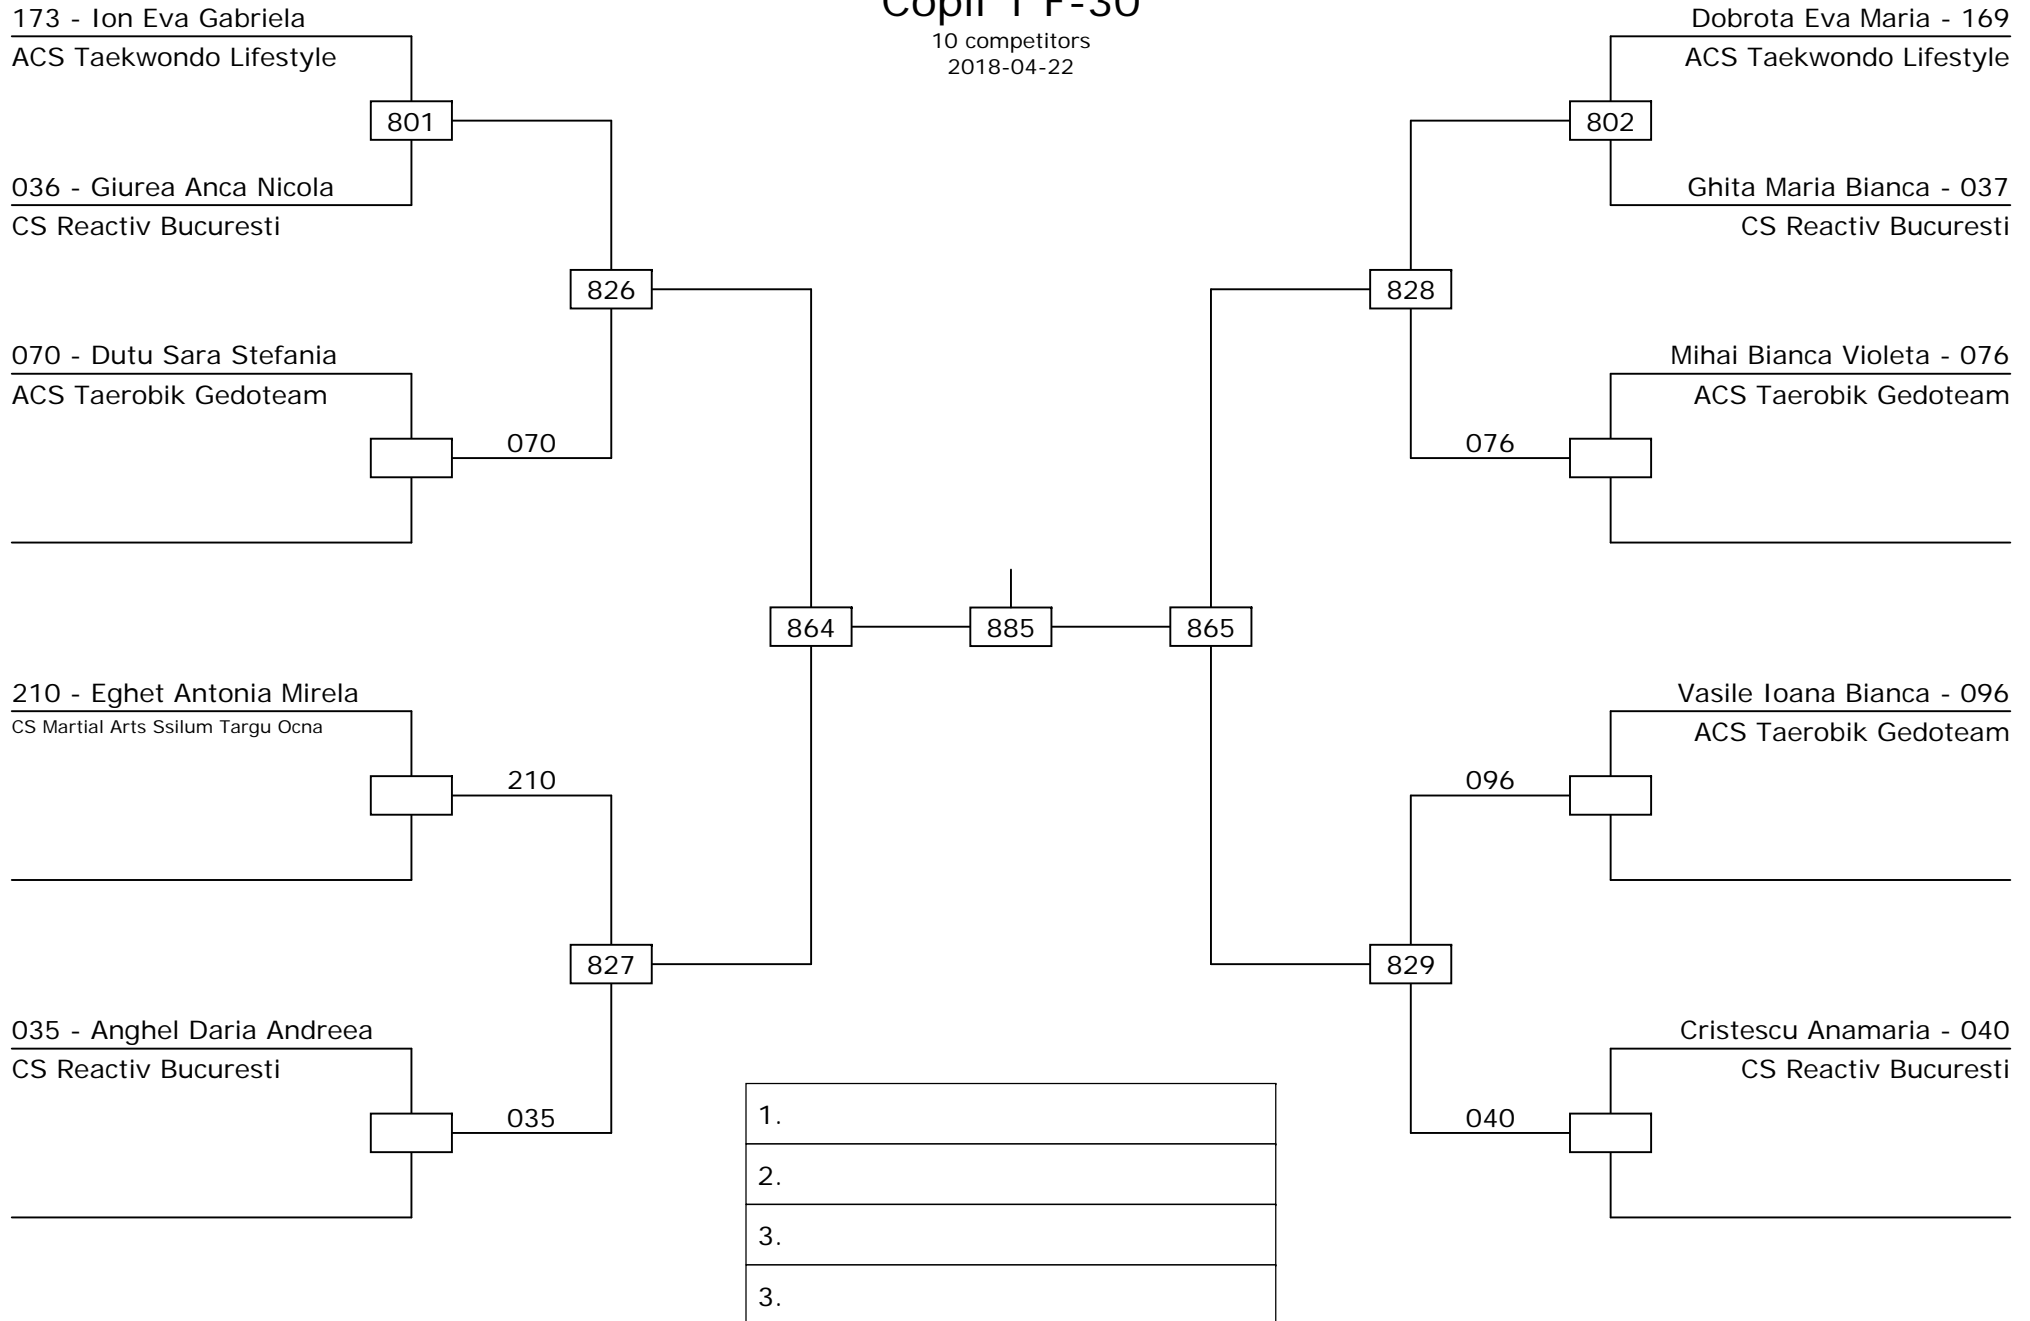 Copii 1 F-30
10 competitors
2018-04-22
173 - Ion Eva Gabriela
ACS Taekwondo Lifestyle
801
036 - Giurea Anca Nicola
CS Reactiv Bucuresti
826
070 - Dutu Sara Stefania
ACS Taerobik Gedoteam
070
864
210 - Eghet Antonia Mirela
CS Martial Arts Ssilum Targu Ocna
210
827
035 - Anghel Daria Andreea
CS Reactiv Bucuresti
035
885
Dobrota Eva Maria - 169
ACS Taekwondo Lifestyle
802
Ghita Maria Bianca - 037
CS Reactiv Bucuresti
828
Mihai Bianca Violeta - 076
ACS Taerobik Gedoteam
076
865
Vasile Ioana Bianca - 096
ACS Taerobik Gedoteam
096
829
Cristescu Anamaria - 040
CS Reactiv Bucuresti
040
1.
2.
3.
3.